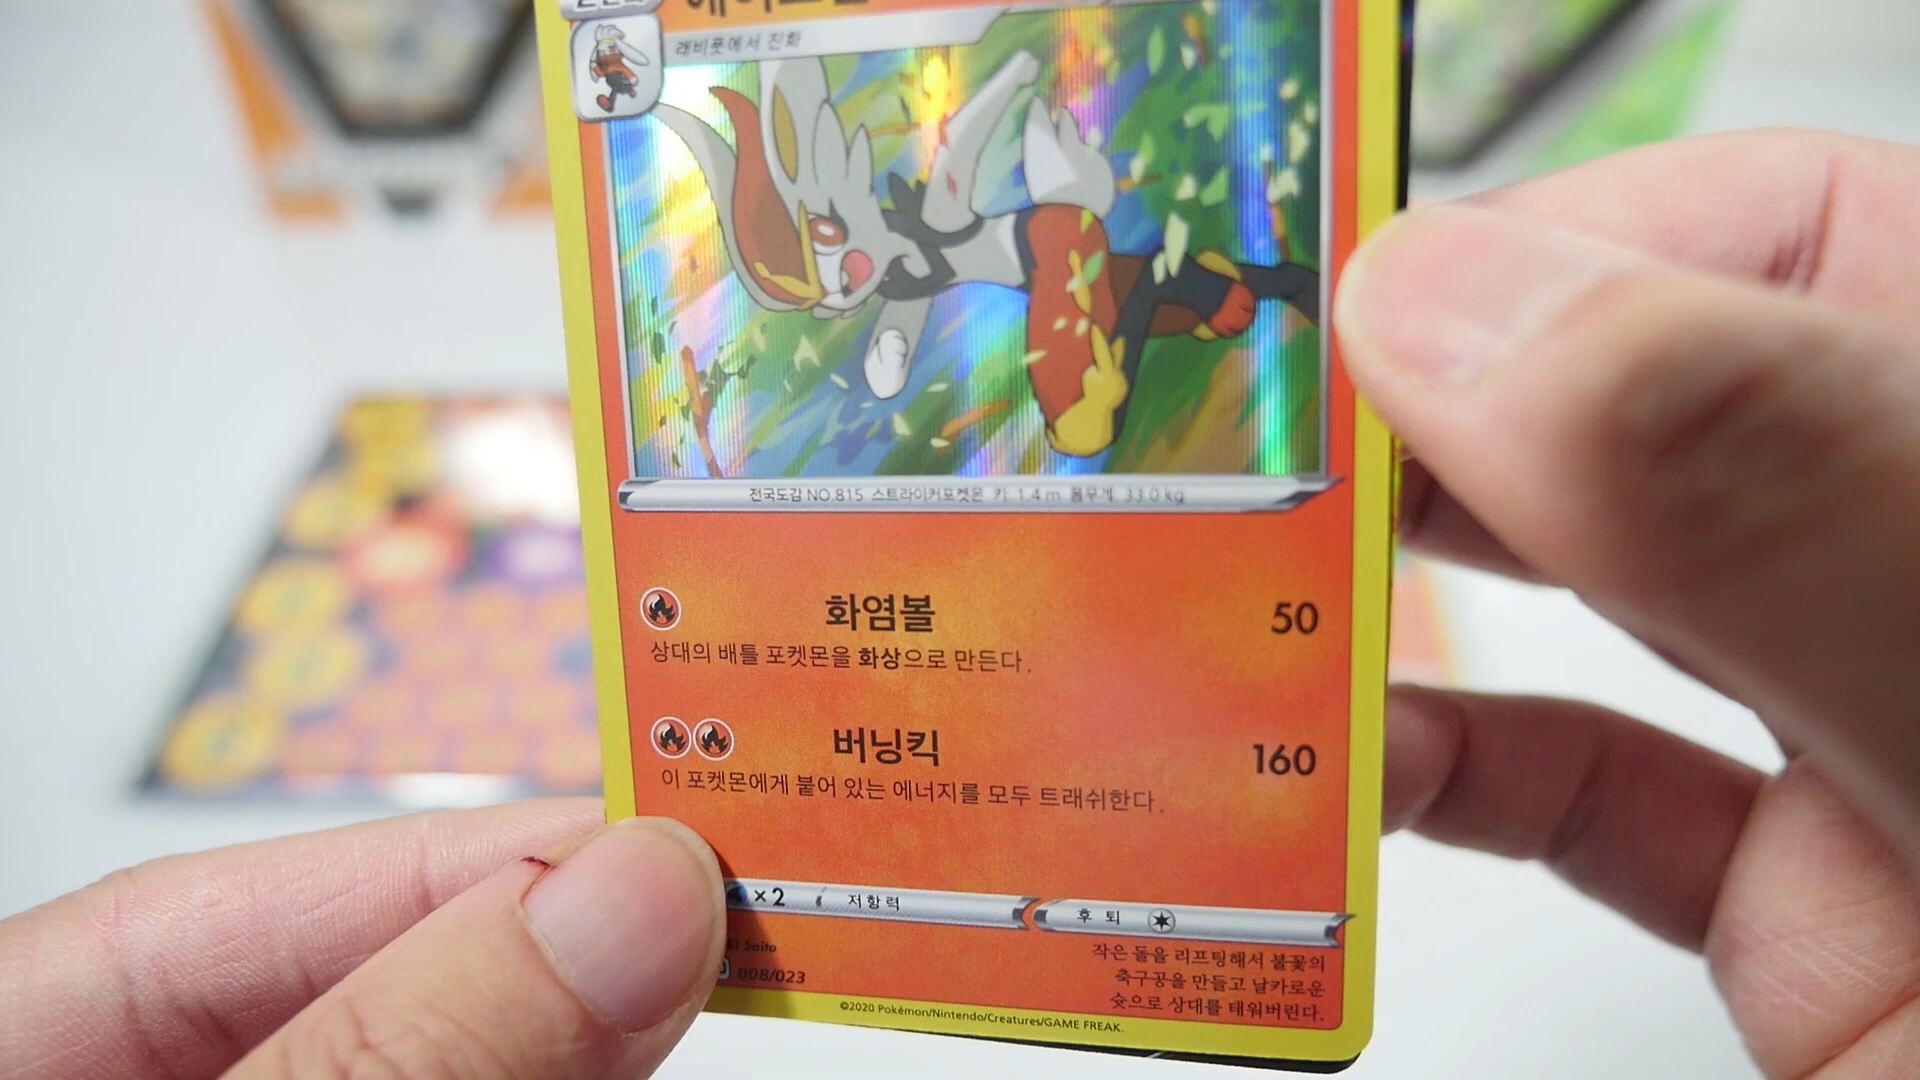 래비풋에서 진화
전국도감 NO.815 스트라이커포켓몬 키: 1.4 m 몸무게: 33.0 kg
화염볼 50
상대의 배틀 포켓몬을 화상으로 만든다.
버닝킥 160
이 포켓몬에게 붙어 있는 에너지를 모두 트래쉬한다.
×2 저항력 후퇴
Saito
008/023
작은 돌을 리프팅해서 불꽃의
축구공을 만들고 날카로운
슛으로 상대를 태워버린다.
©2020 Pokémon/Nintendo/Creatures/GAME FREAK.